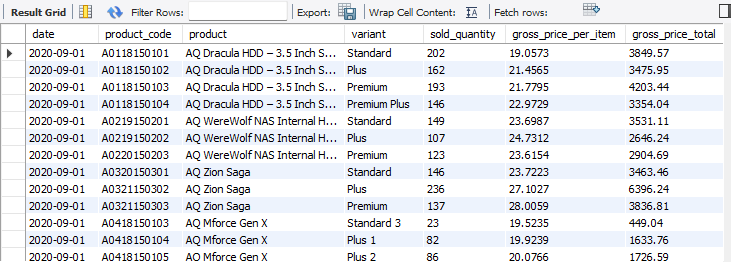 Result Grid Filter Rows: Export: Wrap Cell Content: Fetch rows:
date product_code product variant sold_quantity gross_price_per_item gross_price_total
2020-09-01 A0118150101 AQ Dracula HDD – 3.5 Inch S... Standard 202 19.0573 3849.57
2020-09-01 A0118150102 AQ Dracula HDD – 3.5 Inch S... Plus 162 21.4565 3475.95
2020-09-01 A0118150103 AQ Dracula HDD – 3.5 Inch S... Premium 193 21.7795 4203.44
2020-09-01 A0118150104 AQ Dracula HDD – 3.5 Inch S... Premium Plus 146 22.9729 3354.04
2020-09-01 A0219150201 AQ WereWolf NAS Internal H... Standard 149 23.6987 3531.11
2020-09-01 A0219150202 AQ WereWolf NAS Internal H... Plus 107 24.7312 2646.24
2020-09-01 A0220150203 AQ WereWolf NAS Internal H... Premium 123 23.6154 2904.69
2020-09-01 A0320150301 AQ Zion Saga Standard 146 23.7223 3463.46
2020-09-01 A0321150302 AQ Zion Saga Plus 236 27.1027 6396.24
2020-09-01 A0321150303 AQ Zion Saga Premium 137 28.0059 3836.81
2020-09-01 A0418150103 AQ Mforce Gen X Standard 3 23 19.5235 449.04
2020-09-01 A0418150104 AQ Mforce Gen X Plus 1 82 19.9239 1633.76
2020-09-01 A0418150105 AQ Mforce Gen X Plus 2 86 20.0766 1726.59